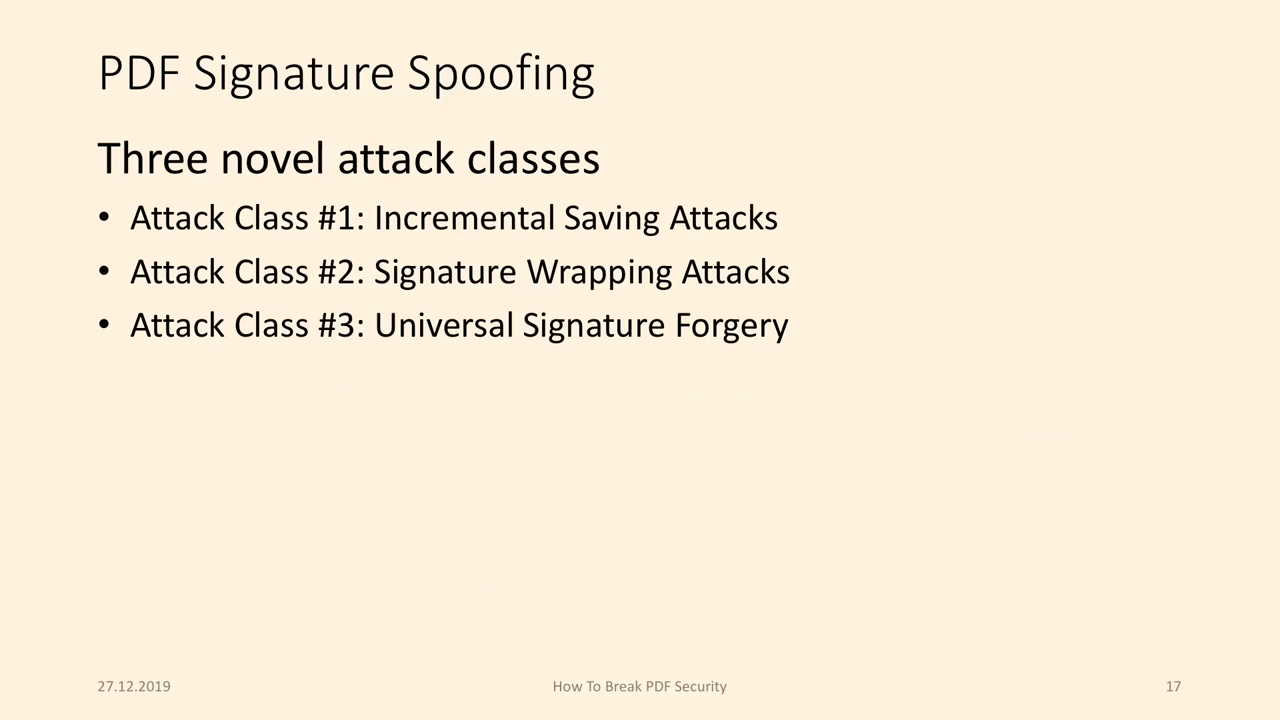 PDF Signature Spoofing
Three novel attack classes
• Attack Class #1: Incremental Saving Attacks
• Attack Class #2: Signature Wrapping Attacks
• Attack Class #3: Universal Signature Forgery
27.12.2019
How To Break PDF Security
17